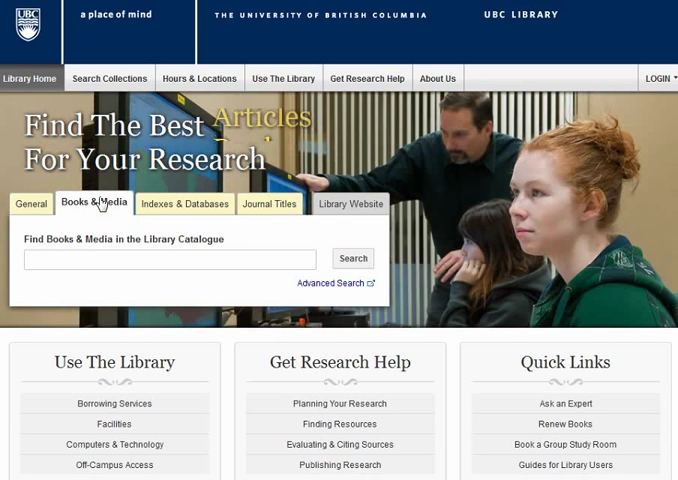 UBC
a place of mind
THE UNIVERSITY OF BRITISH COLUMBIA
UBC LIBRARY
Library Home
Search Collections
Hours & Locations
Use The Library
Get Research Help
About Us
LOGIN
Find The Best Articles
For Your Research
General
Books & Media
Indexes & Databases
Journal Titles
Library Website
Find Books & Media in the Library Catalogue
Search
Advanced Search
Use The Library
Borrowing Services
Facilities
Computers & Technology
Off-Campus Access
Get Research Help
Planning Your Research
Finding Resources
Evaluating & Citing Sources
Publishing Research
Quick Links
Ask an Expert
Renew Books
Book a Group Study Room
Guides for Library Users